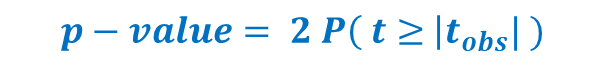 p − value = 2 P( t ≥ |t_obs| )